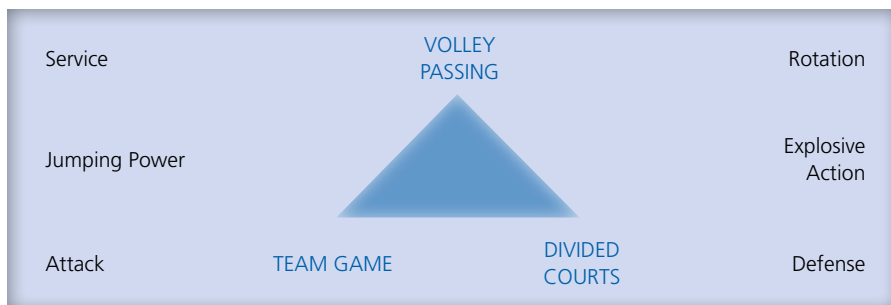 Service
VOLLEY
PASSING
Rotation
Jumping Power
Explosive
Action
Attack
TEAM GAME
DIVIDED
COURTS
Defense